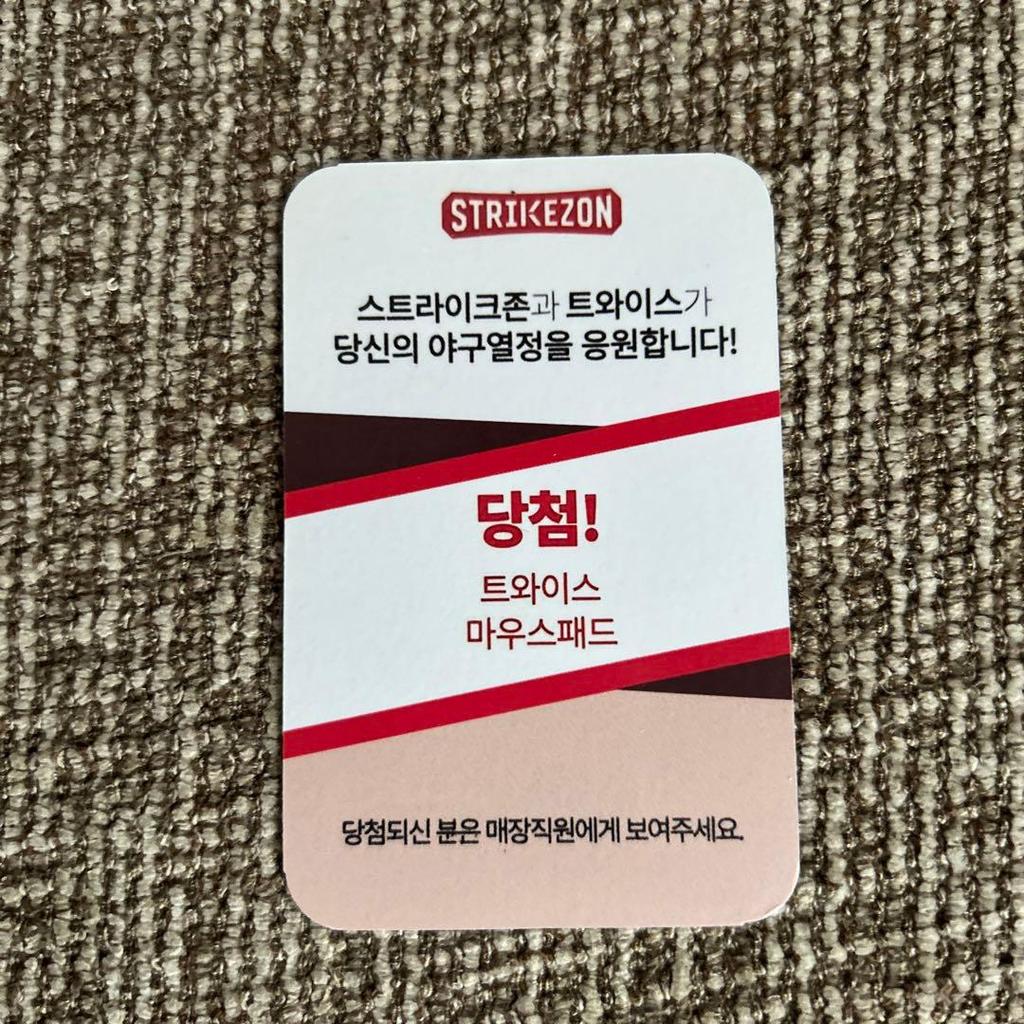 STRIKEZON
스트라이크존과 트와이스가
당신의 야구열정을 응원합니다!
당첨!
트와이스
마우스패드
당첨되신 분은 매장직원에게 보여주세요.